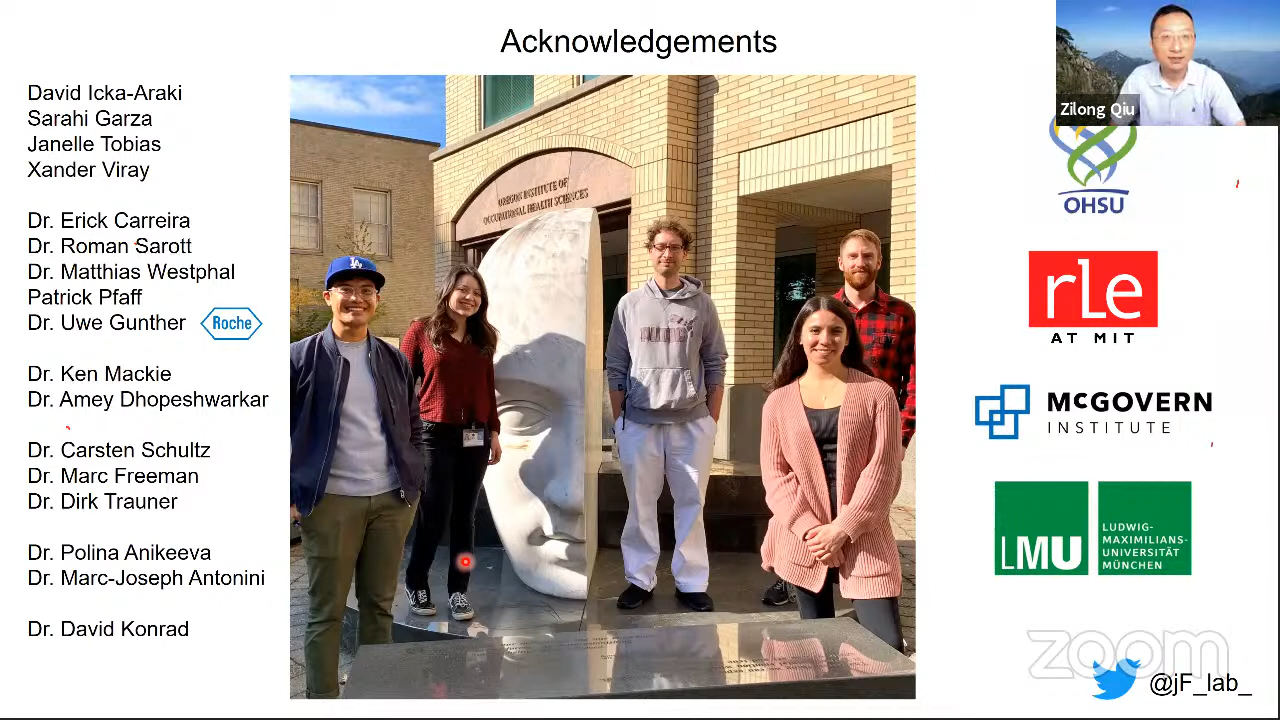 Acknowledgements
David Icka-Araki
Sarahi Garza
Janelle Tobias
Xander Viray
Dr. Erick Carreira
Dr. Roman Sarott
Dr. Matthias Westphal
Patrick Pfaff
Dr. Uwe Gunther
Roche
Dr. Ken Mackie
Dr. Amey Dhopeshwarkar
Dr. Carsten Schultz
Dr. Marc Freeman
Dr. Dirk Trauner
Dr. Polina Anikeeva
Dr. Marc-Joseph Antonini
Dr. David Konrad
OREGON INSTITUTE OF
OCCUPATIONAL HEALTH SCIENCES
LA
Zilong Qiu
OHSU
rLe
AT MIT
McGOVERN
INSTITUTE
LMU
LUDWIG-
MAXIMILIANS-
UNIVERSITÄT
MÜNCHEN
zoom
@jF_lab_